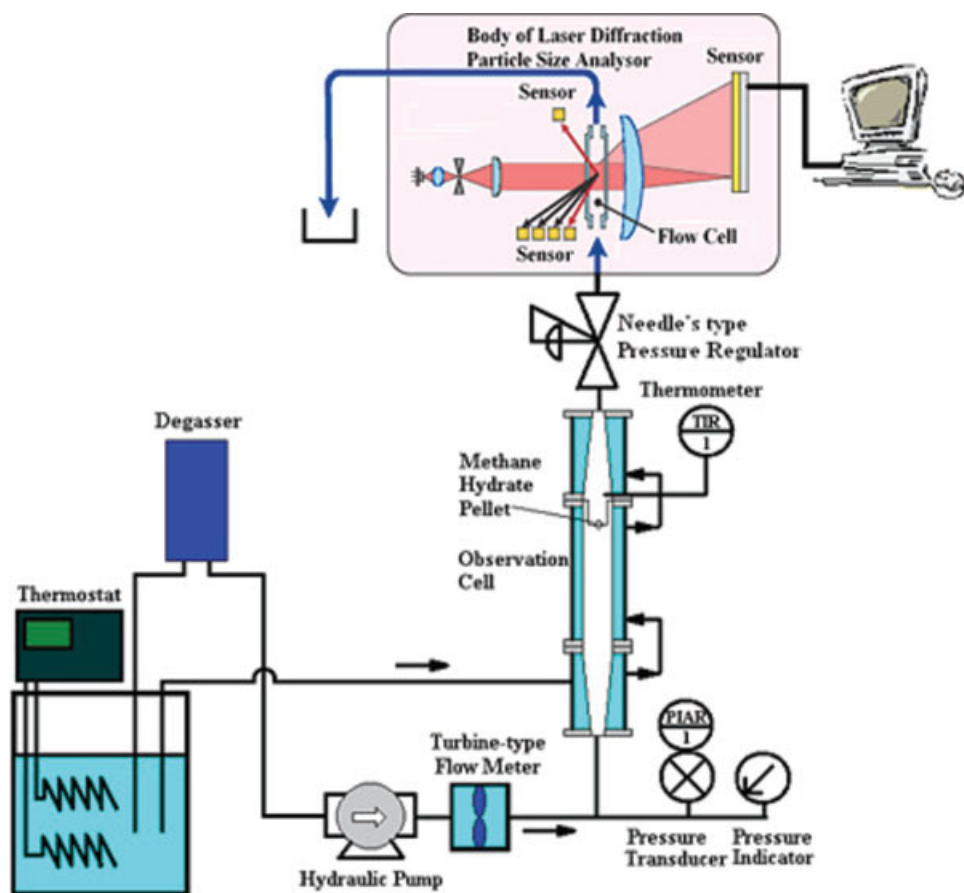 Body of Laser Diffraction
Particle Size Analysor
Sensor
Sensor
Sensor
Flow Cell
Needle's type
Pressure Regulator
Thermometer
TIR
1
Degasser
Methane
Hydrate
Pellet
Observation
Cell
Thermostat
PIAR
1
Turbine-type
Flow Meter
Pressure
Transducer
Pressure
Indicator
Hydraulic Pump